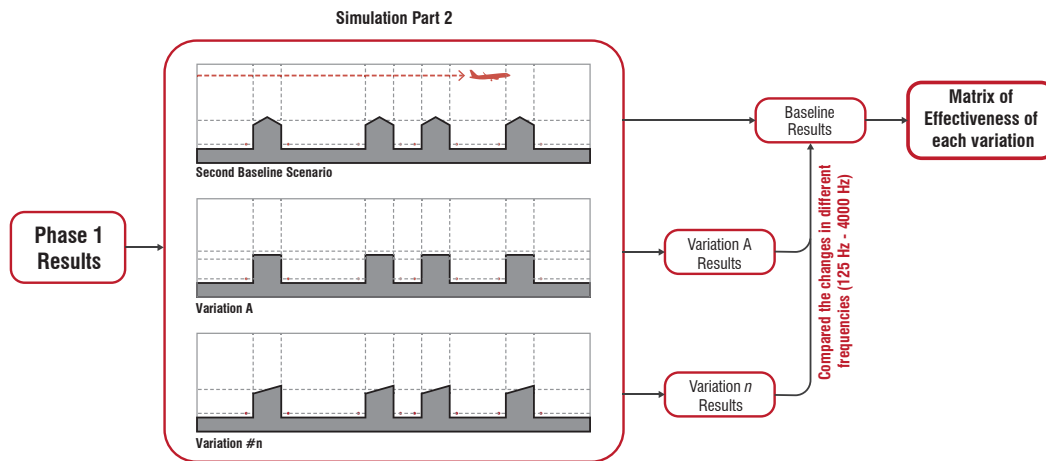 Simulation Part 2
Phase 1
Results
Second Baseline Scenario
Variation A
Variation #n
Baseline
Results
Variation A
Results
Variation n
Results
Compared the changes in different
frequencies (125 Hz - 4000 Hz)
Matrix of
Effectiveness of
each variation